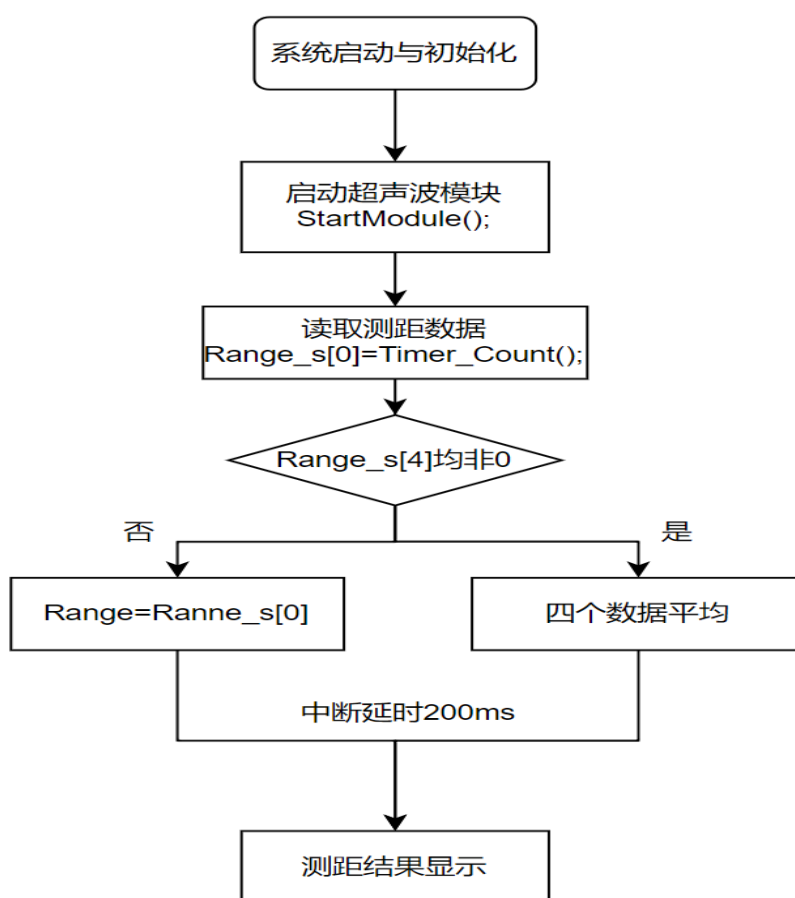 系统启动与初始化
启动超声波模块
StartModule();
读取测距数据
Range_s[0]=Timer_Count();
Range_s[4]均非0
否
是
Range=Ranne_s[0]
四个数据平均
中断延时200ms
测距结果显示